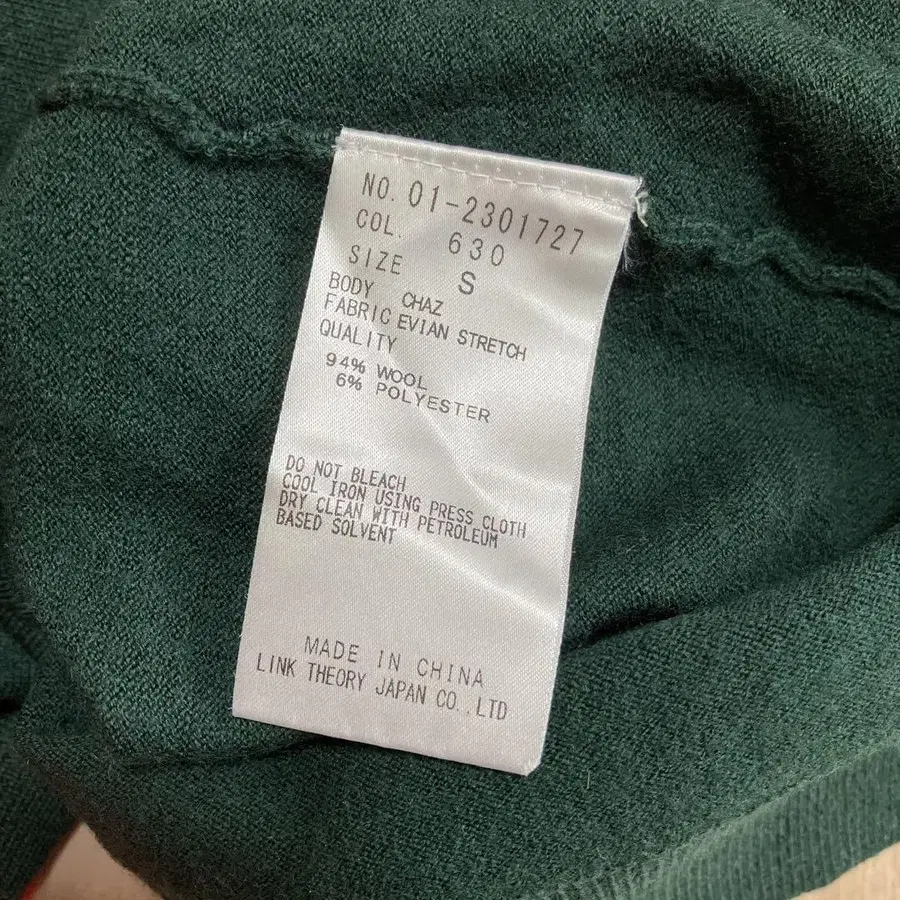 NO. 01-2301727
COL. 630
SIZE S
BODY CHAZ
FABRIC EVIAN STRETCH
QUALITY
94% WOOL
6% POLYESTER
DO NOT BLEACH
COOL IRON USING PRESS CLOTH
DRY CLEAN WITH PETROLEUM
BASED SOLVENT
MADE IN CHINA
LINK THEORY JAPAN CO.,LTD